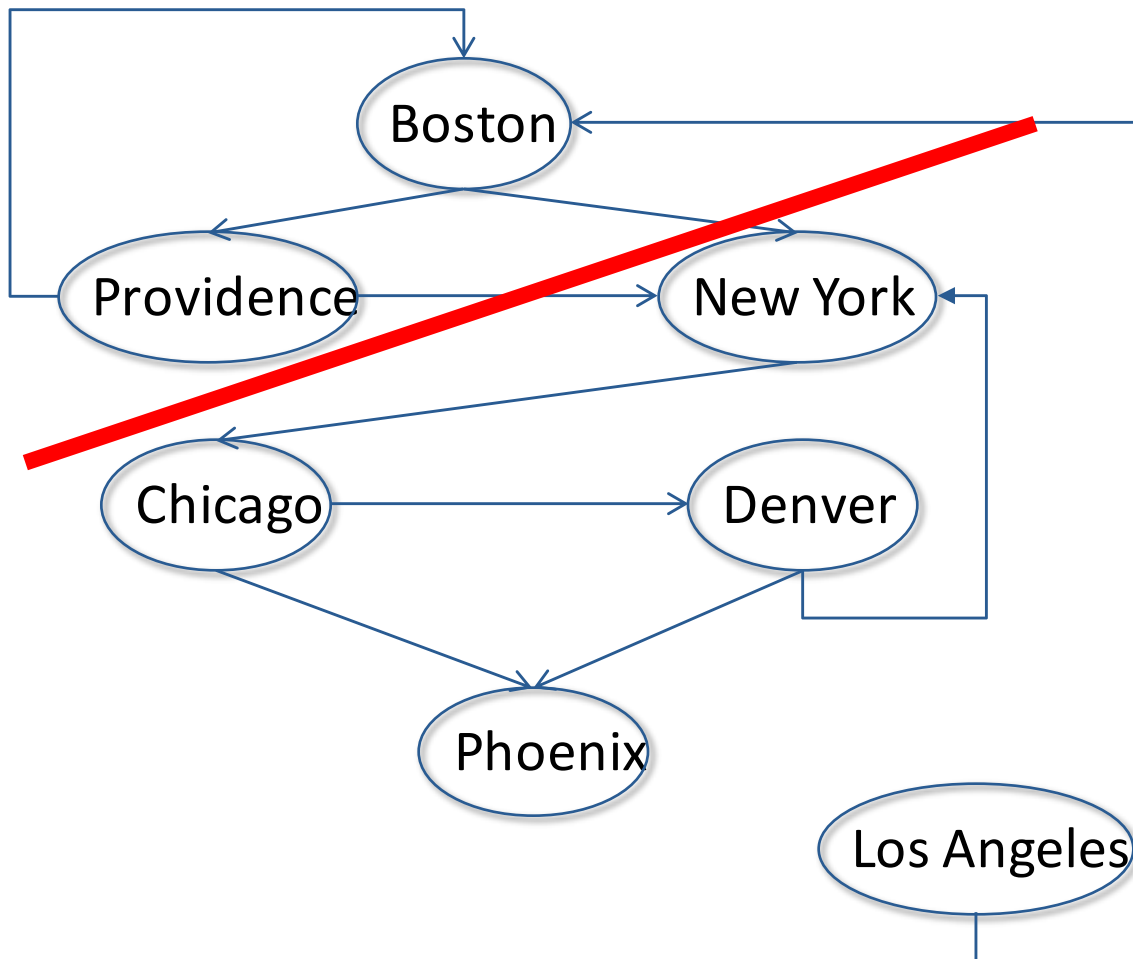 Boston
Providence
New York
Chicago
Denver
Phoenix
Los Angeles